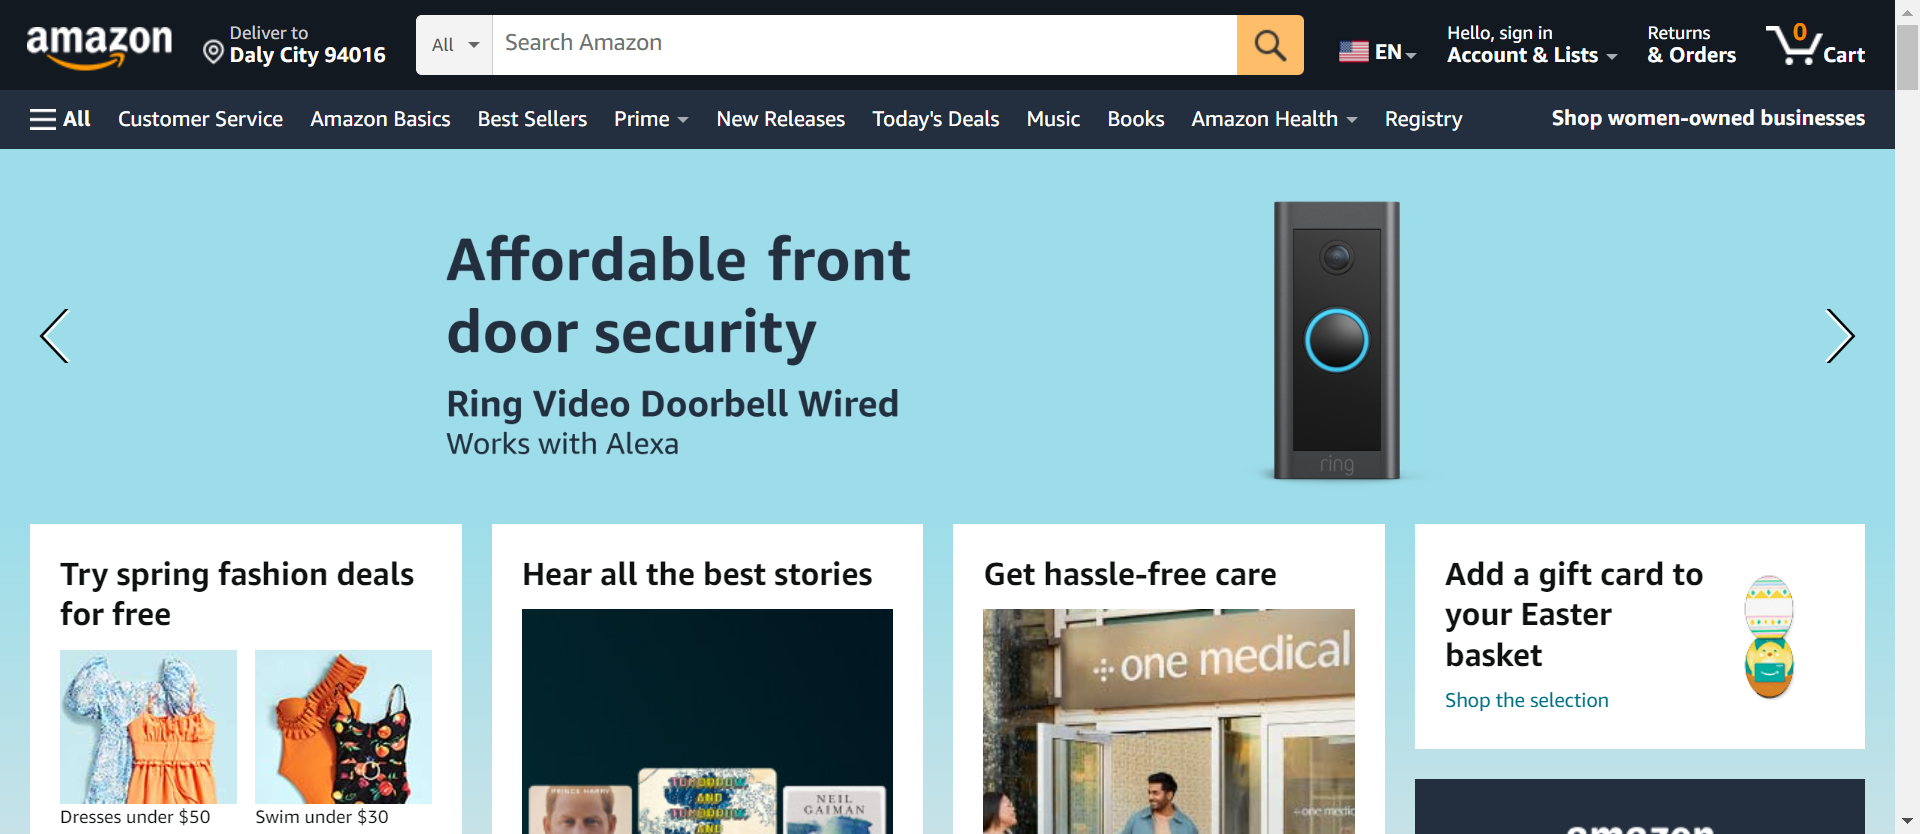 amazon
Deliver to
Daly City 94016
All
Search Amazon
EN
Hello, sign in
Account & Lists
Returns
& Orders
0
Cart
All
Customer Service
Amazon Basics
Best Sellers
Prime
New Releases
Today's Deals
Music
Books
Amazon Health
Registry
Shop women-owned businesses
Affordable front
door security
Ring Video Doorbell Wired
Works with Alexa
ring
Try spring fashion deals
for free
Dresses under $50
Swim under $30
Hear all the best stories
PRINCE HARRY
TOMORROW,
AND
TOMORROW,
AND
NEIL
GAIMAN
Get hassle-free care
one medical
one medic
Add a gift card to
your Easter
basket
Shop the selection
amazon